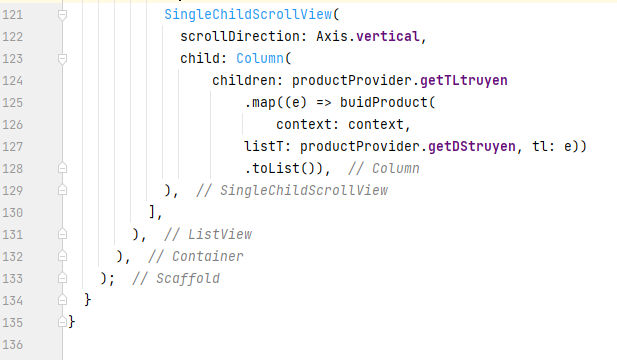 121 SingleChildScrollView(
122 scrollDirection: Axis.vertical,
123 child: Column(
124 children: productProvider.getTLtruyen
125 .map((e) => buidProduct(
126 context: context,
127 listT: productProvider.getDStruyen, tl: e))
128 .toList()), // Column
129 ), // SingleChildScrollView
130 ],
131 ), // ListView
132 ), // Container
133 ); // Scaffold
134 }
135 }
136